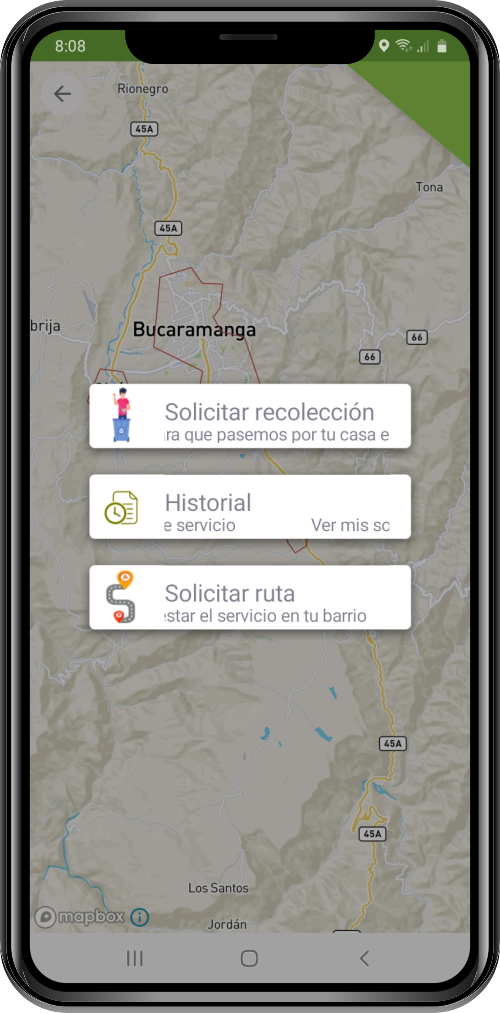 8:08
Rionegro
45A
Tona
45A
brija
Bucaramanga
66
66
Solicitar recolección
ra que pasemos por tu casa e
Historial
e servicio Ver mis sc
Solicitar ruta
star el servicio en tu barrio
45A
45A
Los Santos
mapbox
Jordán